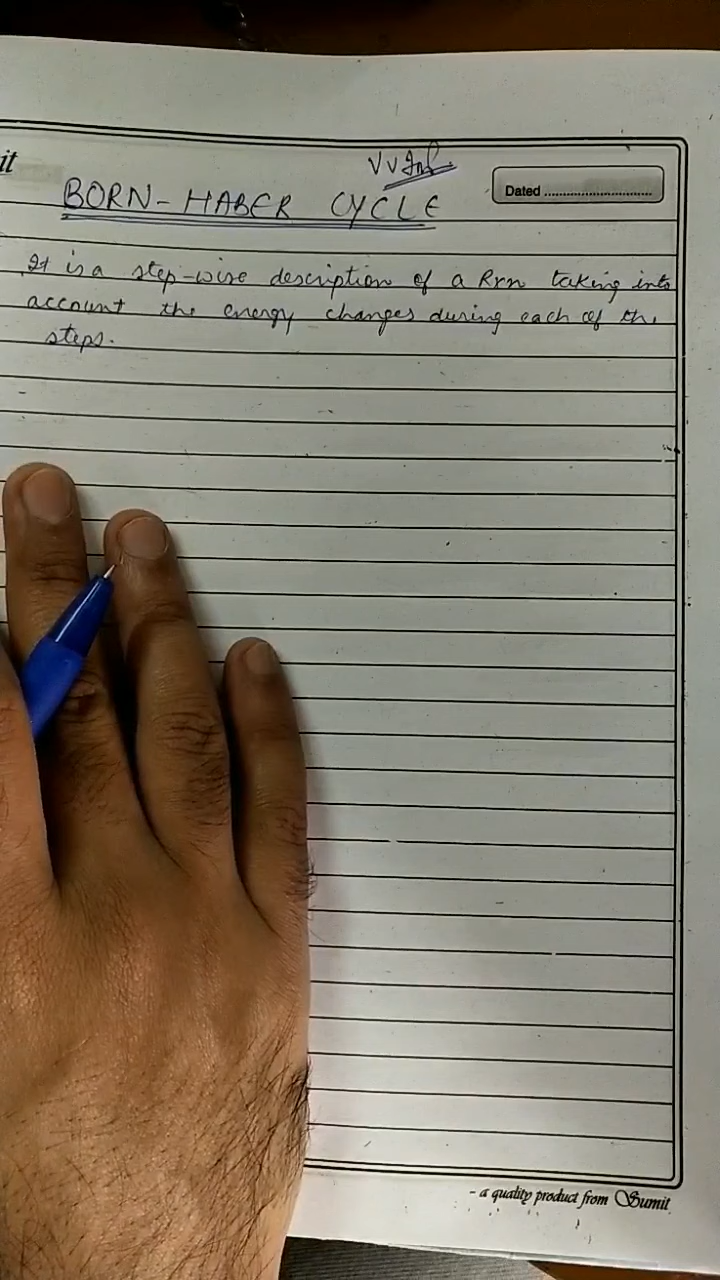 it
V V Imp.
Dated ............................
BORN-HABER CYCLE
It is a step-wise description of a Rxn taking into
account the energy changes during each of the
steps.
- a quality product from Sumit